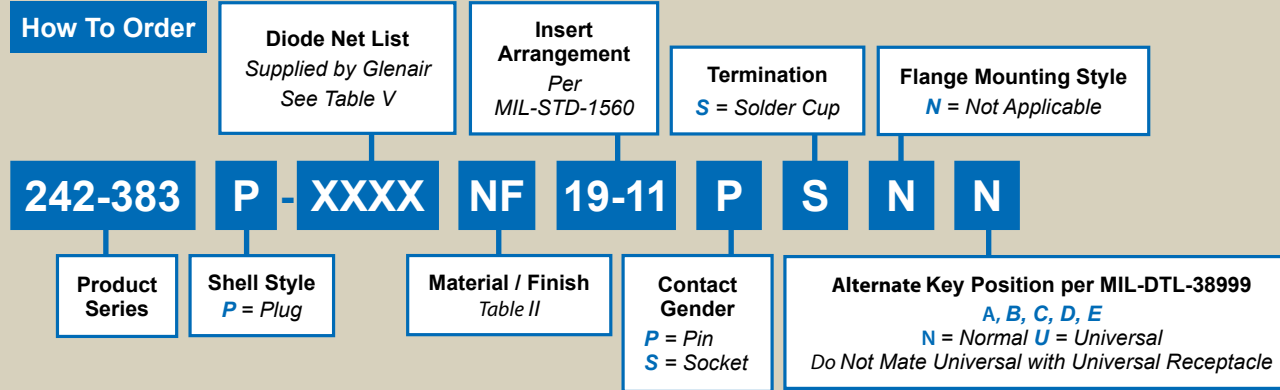 How To Order
Diode Net List
Supplied by Glenair
See Table V
Insert
Arrangement
Per
MIL-STD-1560
Termination
S = Solder Cup
Flange Mounting Style
N = Not Applicable
242-383 P - XXXX NF 19-11 P S N N
Product
Series
Shell Style
P = Plug
Material / Finish
Table II
Contact
Gender
P = Pin
S = Socket
Alternate Key Position per MIL-DTL-38999
A, B, C, D, E
N = Normal U = Universal
Do Not Mate Universal with Universal Receptacle